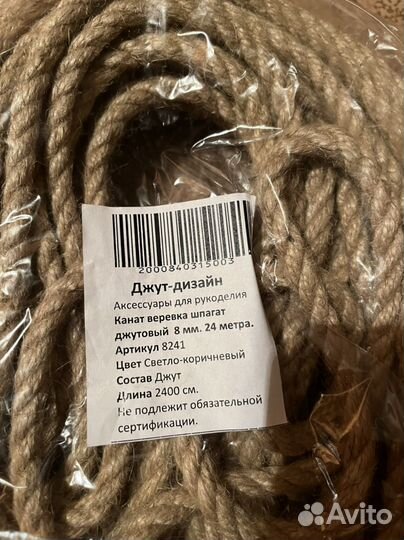 2000840315003
Джут-дизайн
Аксессуары для рукоделия
Канат веревка шпагат
джутовый 8 мм. 24 метра.
Артикул 8241
Цвет Светло-коричневый
Состав Джут
Длина 2400 см.
Не подлежит обязательной
сертификации.
Avito